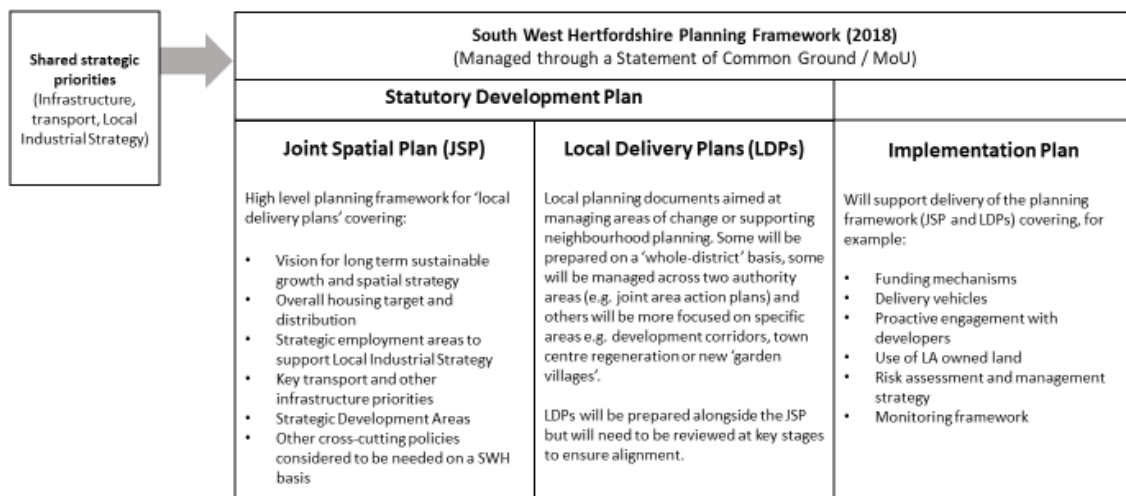 Shared strategic
priorities
(Infrastructure,
transport, Local
Industrial Strategy)
South West Hertfordshire Planning Framework (2018)
(Managed through a Statement of Common Ground / MoU)
Statutory Development Plan
Joint Spatial Plan (JSP)
High level planning framework for 'local
delivery plans' covering:
• Vision for long term sustainable
growth and spatial strategy
• Overall housing target and
distribution
• Strategic employment areas to
support Local Industrial Strategy
• Key transport and other
infrastructure priorities
• Strategic Development Areas
• Other cross-cutting policies
considered to be needed on a SWH
basis
Local Delivery Plans (LDPs)
Local planning documents aimed at
managing areas of change or supporting
neighbourhood planning. Some will be
prepared on a 'whole-district' basis, some
will be managed across two authority
areas (e.g. joint area action plans) and
others will be more focused on specific
areas e.g. development corridors, town
centre regeneration or new 'garden
villages'.
LDPs will be prepared alongside the JSP
but will need to be reviewed at key stages
to ensure alignment.
Implementation Plan
Will support delivery of the planning
framework (JSP and LDPs) covering, for
example:
• Funding mechanisms
• Delivery vehicles
• Proactive engagement with
developers
• Use of LA owned land
• Risk assessment and management
strategy
• Monitoring framework